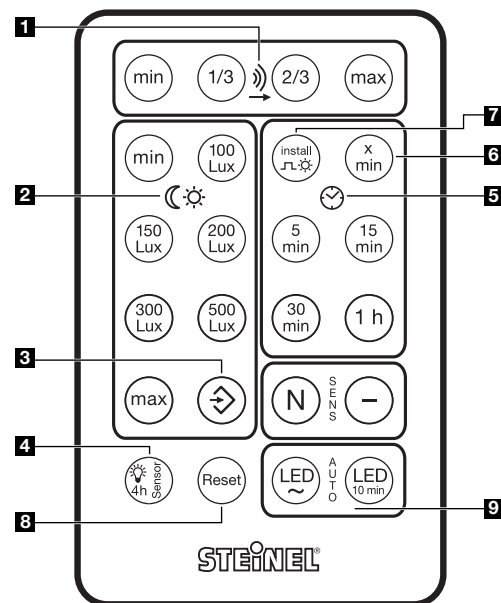 1
min 1/3 2/3 max
7
min
100
Lux
install
x
min
6
2
5
150
Lux
200
Lux
5
min
15
min
300
Lux
500
Lux
30
min
1 h
3
max
N
SENS
–
4
4h
Sensor
Reset
LED
~
AUTO
LED
10 min
8
9
STEINEL®